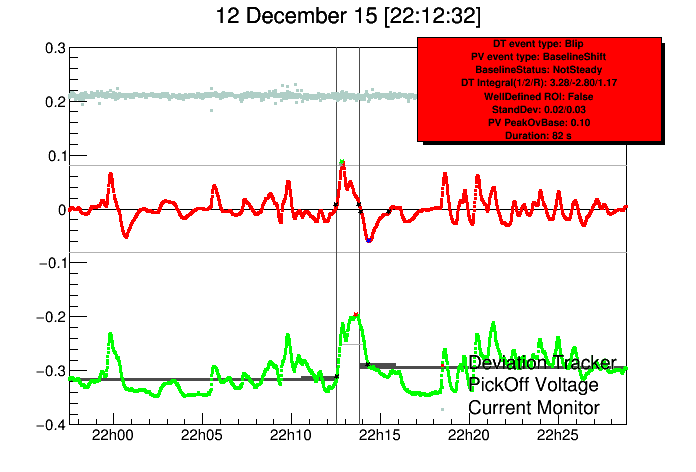 12 December 15 [22:12:32]
DT event type: Blip
PV event type: BaselineShift
BaselineStatus: NotSteady
DT Integral(1/2/R): 3.28/-2.80/1.17
WellDefined ROI: False
StandDev: 0.02/0.03
PV PeakOvBase: 0.10
Duration: 82 s
0.3
0.2
0.1
0
−0.1
−0.2
−0.3
−0.4
Deviation Tracker
PickOff Voltage
Current Monitor
22h00 22h05 22h10 22h15 22h20 22h25